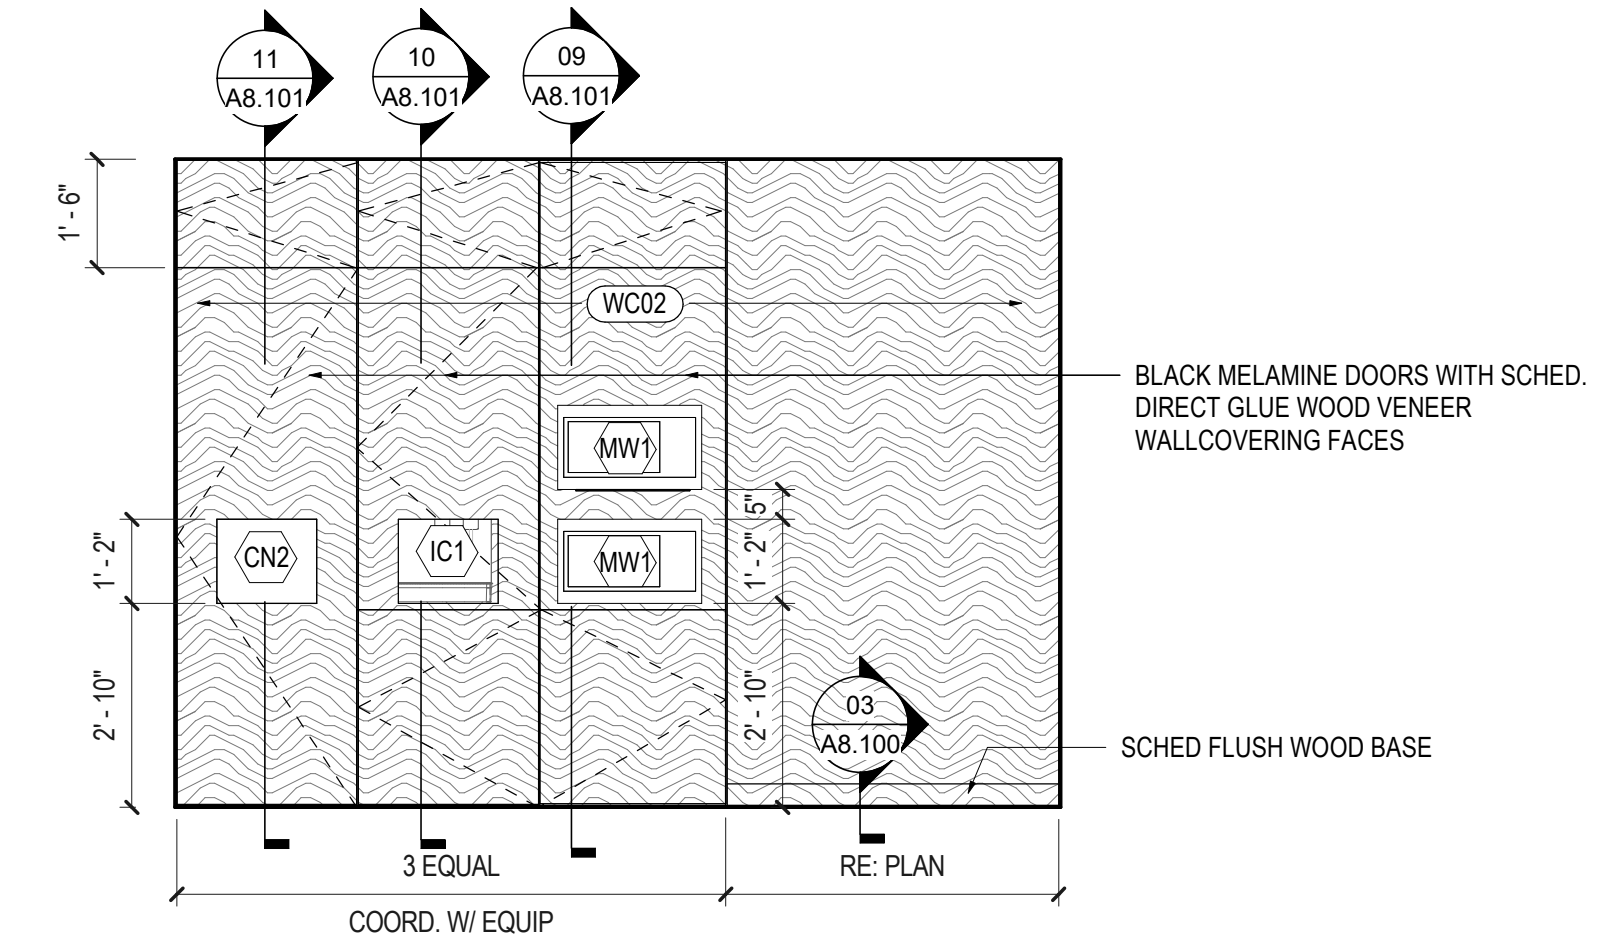 11
A8.101
10
A8.101
09
A8.101
1' - 6"
WC02
BLACK MELAMINE DOORS WITH SCHED.
DIRECT GLUE WOOD VENEER
WALLCOVERING FACES
MW1
5"
1' - 2"
CN2
IC1
MW1
1' - 2"
2' - 10"
2' - 10"
03
A8.100
SCHED FLUSH WOOD BASE
3 EQUAL
RE: PLAN
COORD. W/ EQUIP